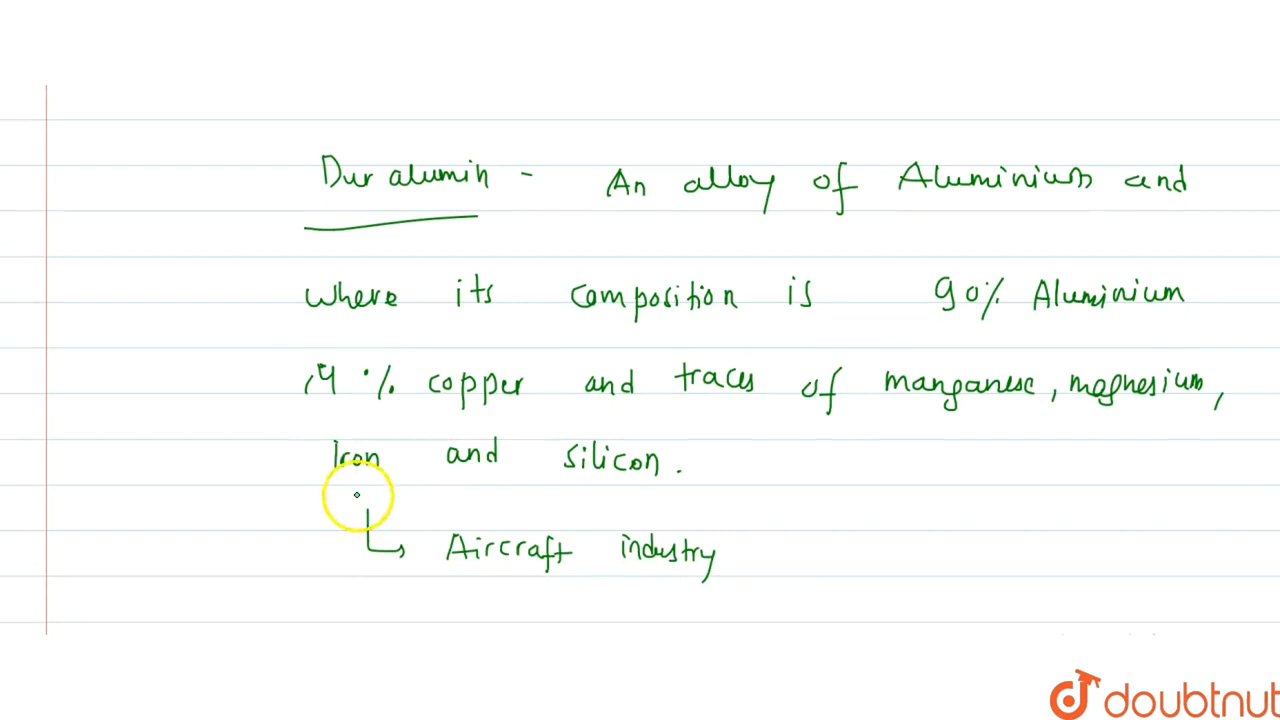 Duralumin - An alloy of Aluminium and
where its composition is 90% Aluminium
, 4 % copper and traces of manganese, magnesium,
Iron and silicon.
Aircraft industry
doubtnut